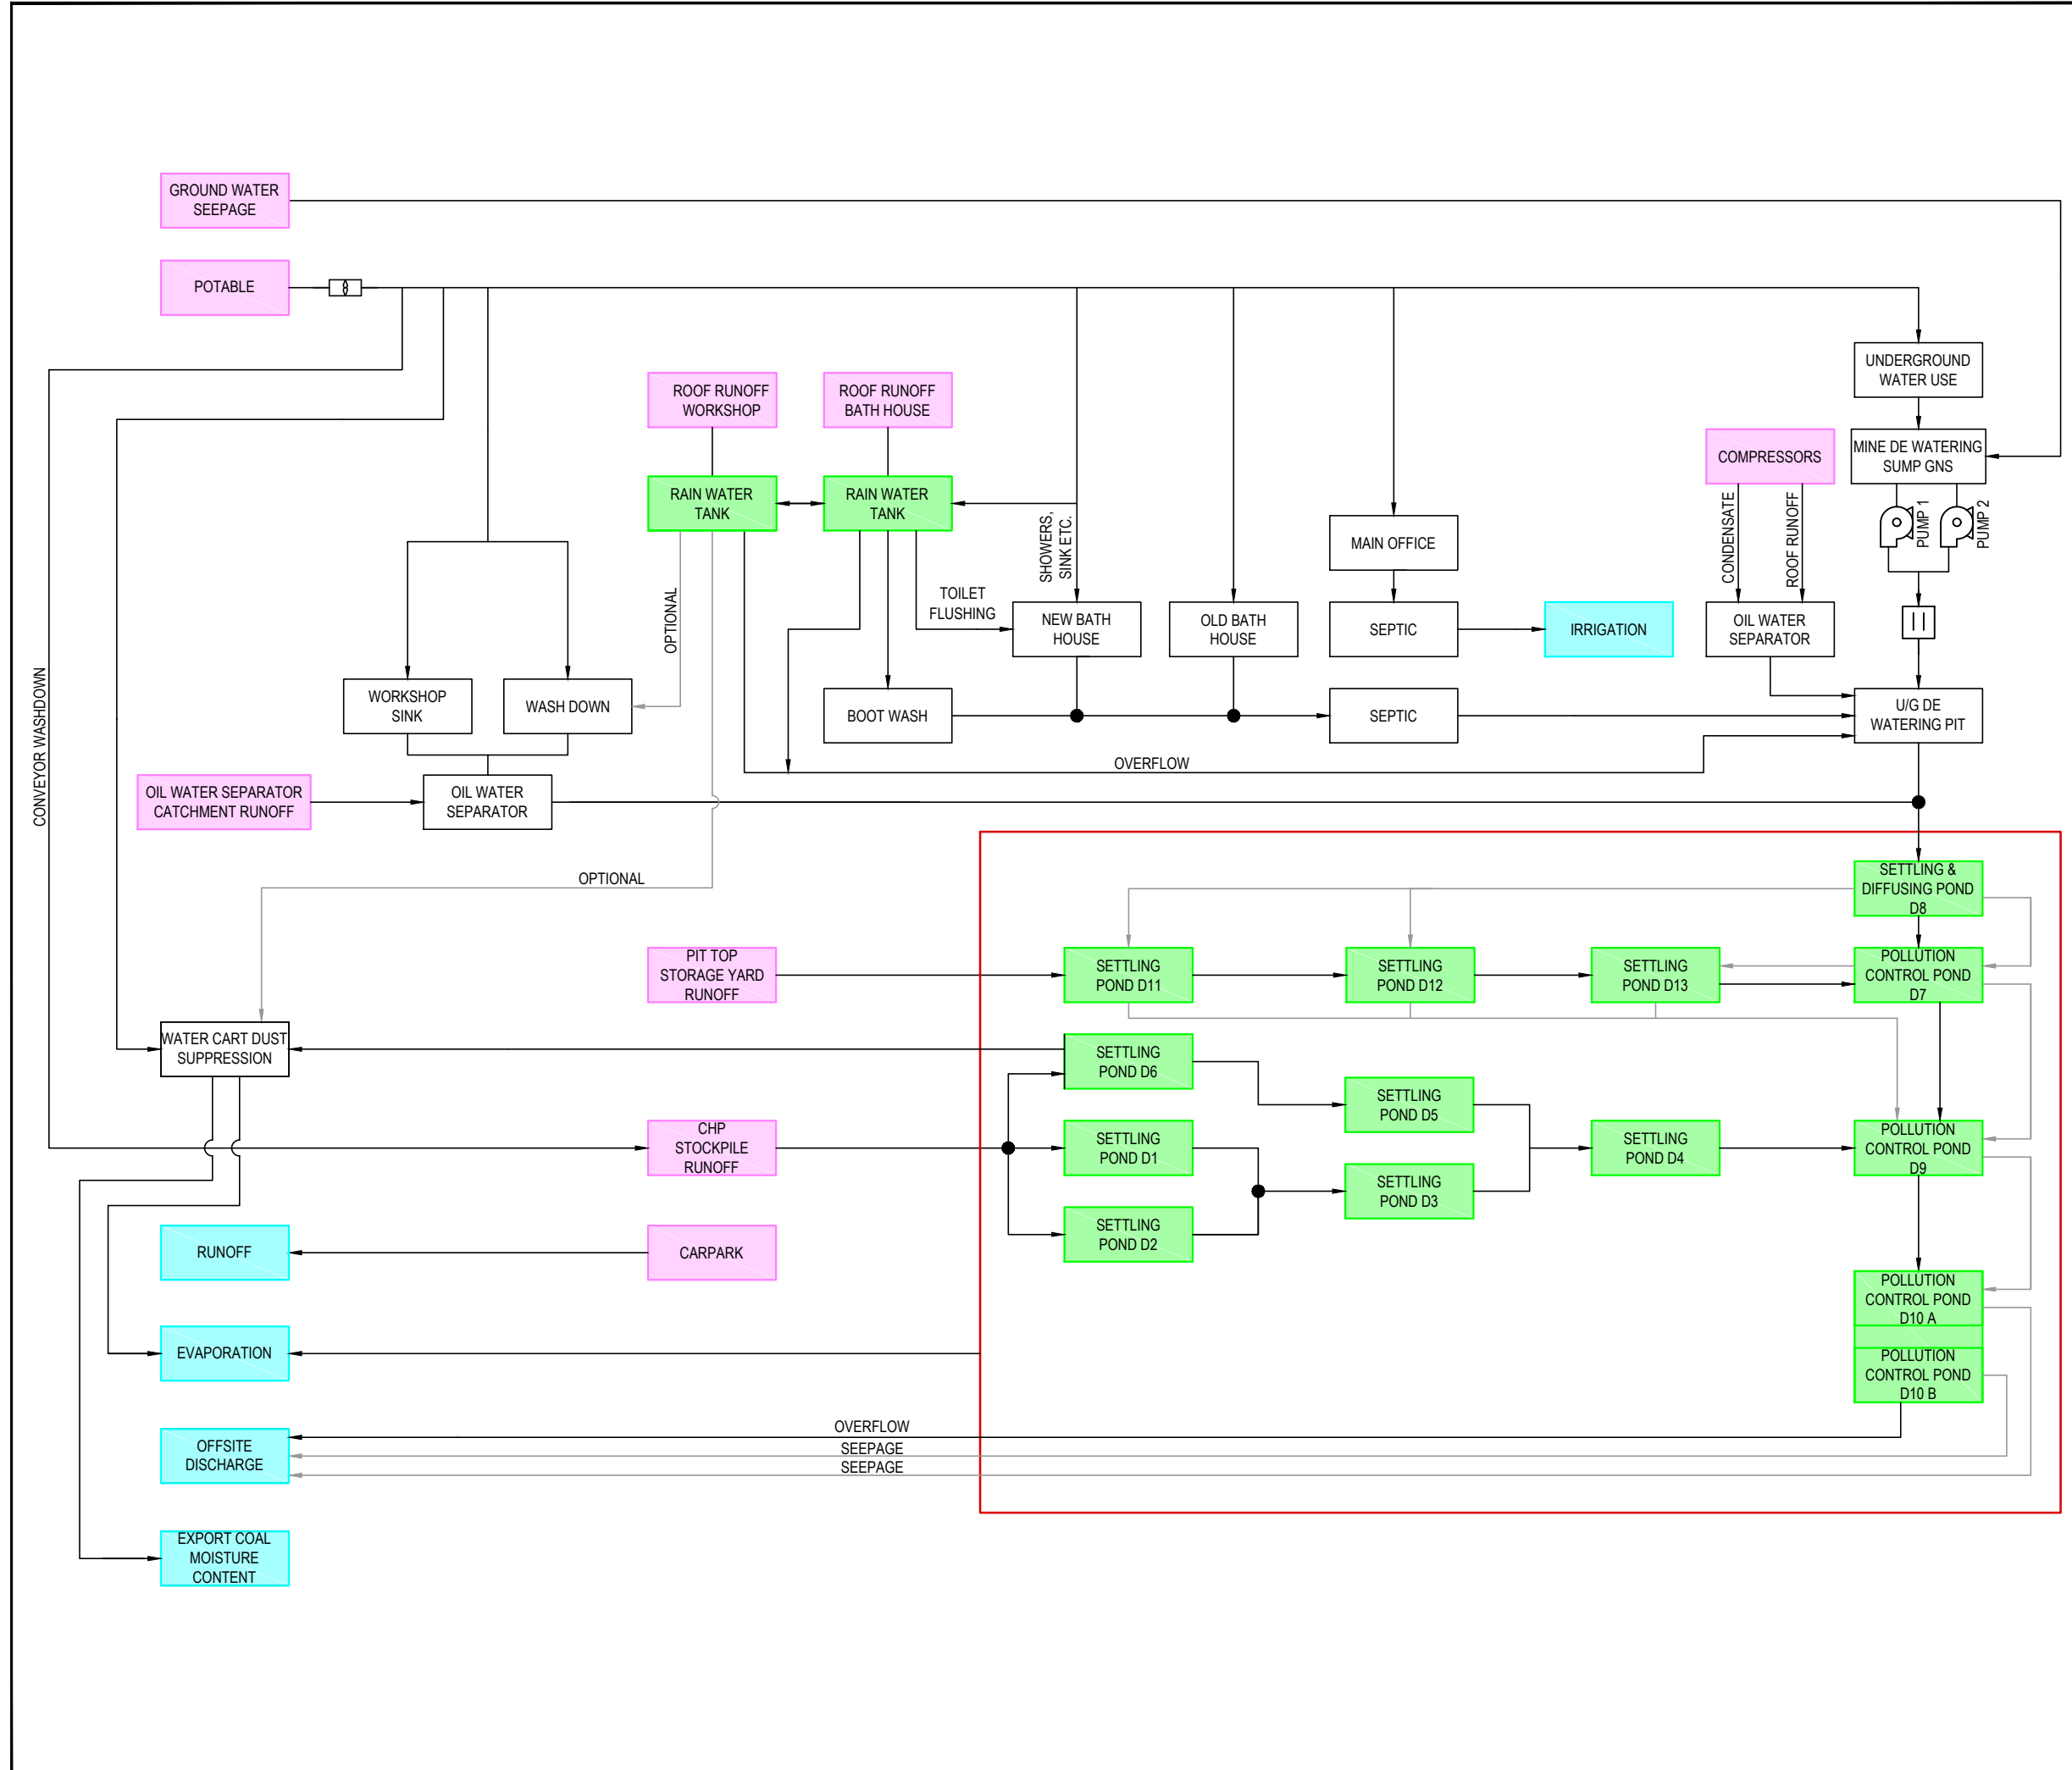 GROUND WATER
SEEPAGE
POTABLE
UNDERGROUND
WATER USE
ROOF RUNOFF
WORKSHOP
ROOF RUNOFF
BATH HOUSE
COMPRESSORS
MINE DE WATERING
SUMP GNS
RAIN WATER
TANK
RAIN WATER
TANK
SHOWERS,
SINK ETC.
MAIN OFFICE
CONDENSATE
ROOF RUNOFF
PUMP 1
PUMP 2
OPTIONAL
TOILET
FLUSHING
NEW BATH
HOUSE
OLD BATH
HOUSE
SEPTIC
IRRIGATION
OIL WATER
SEPARATOR
CONVEYOR WASHDOWN
WORKSHOP
SINK
WASH DOWN
BOOT WASH
SEPTIC
U/G DE
WATERING PIT
OVERFLOW
OIL WATER SEPARATOR
CATCHMENT RUNOFF
OIL WATER
SEPARATOR
OPTIONAL
SETTLING &
DIFFUSING POND
D8
PIT TOP
STORAGE YARD
RUNOFF
SETTLING
POND D11
SETTLING
POND D12
SETTLING
POND D13
POLLUTION
CONTROL POND
D7
WATER CART DUST
SUPPRESSION
SETTLING
POND D6
SETTLING
POND D5
CHP
STOCKPILE
RUNOFF
SETTLING
POND D1
SETTLING
POND D4
POLLUTION
CONTROL POND
D9
SETTLING
POND D3
RUNOFF
CARPARK
SETTLING
POND D2
POLLUTION
CONTROL POND
D10 A
EVAPORATION
POLLUTION
CONTROL POND
D10 B
OFFSITE
DISCHARGE
OVERFLOW
SEEPAGE
SEEPAGE
EXPORT COAL
MOISTURE
CONTENT